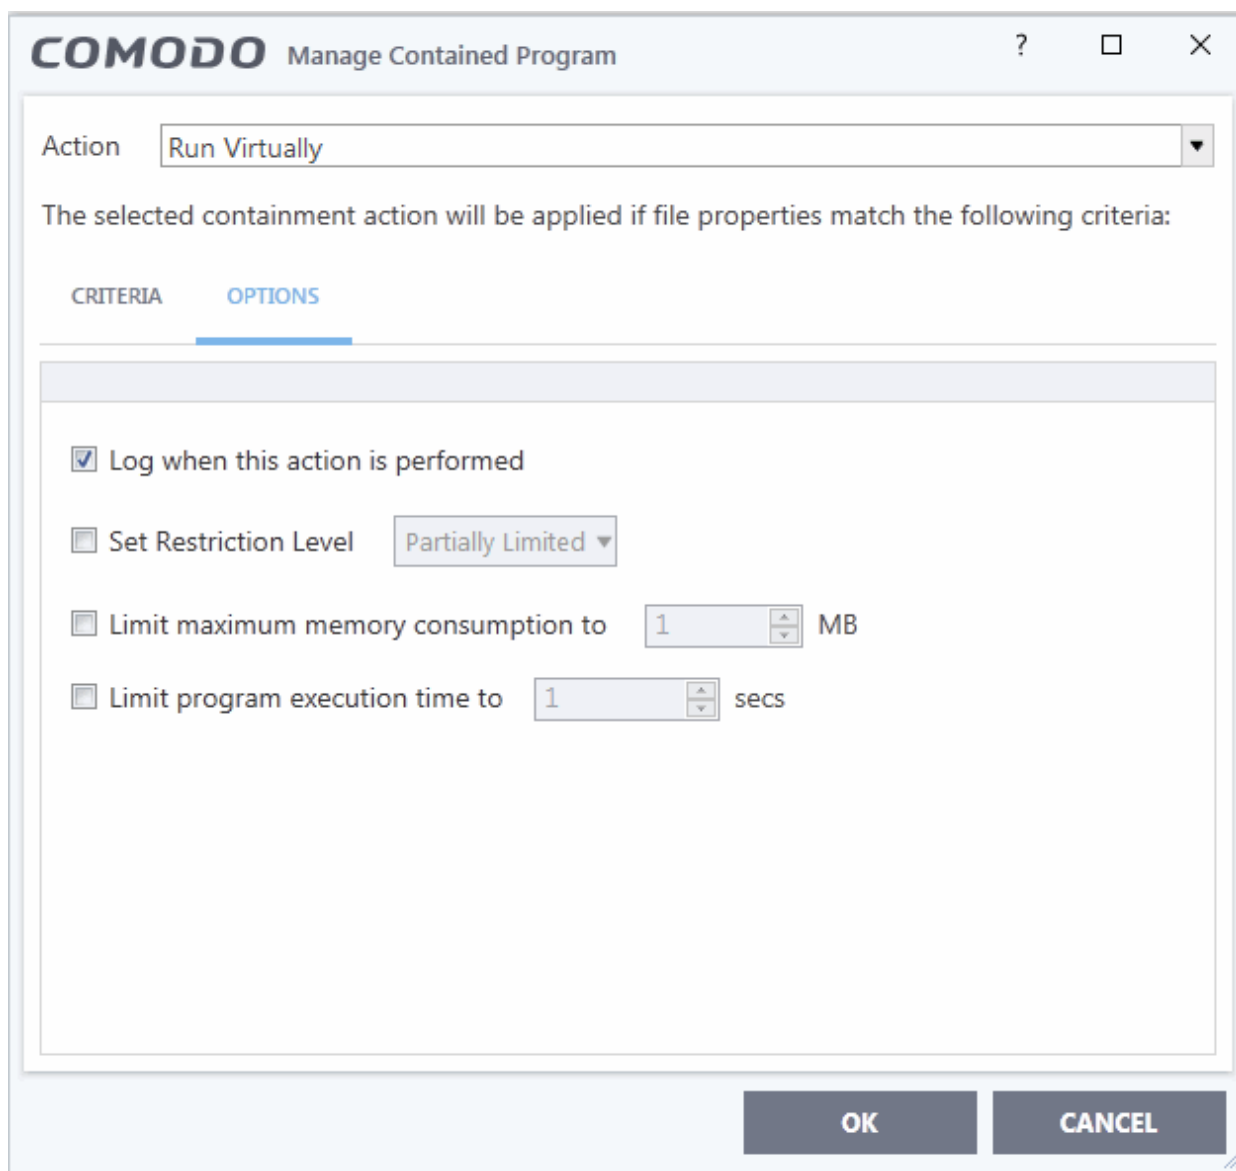 COMODO Manage Contained Program ?
Action Run Virtually
The selected containment action will be applied if file properties match the following criteria:
CRITERIA OPTIONS
Log when this action is performed
Set Restriction Level Partially Limited
Limit maximum memory consumption to 1 MB
Limit program execution time to 1 secs
OK CANCEL